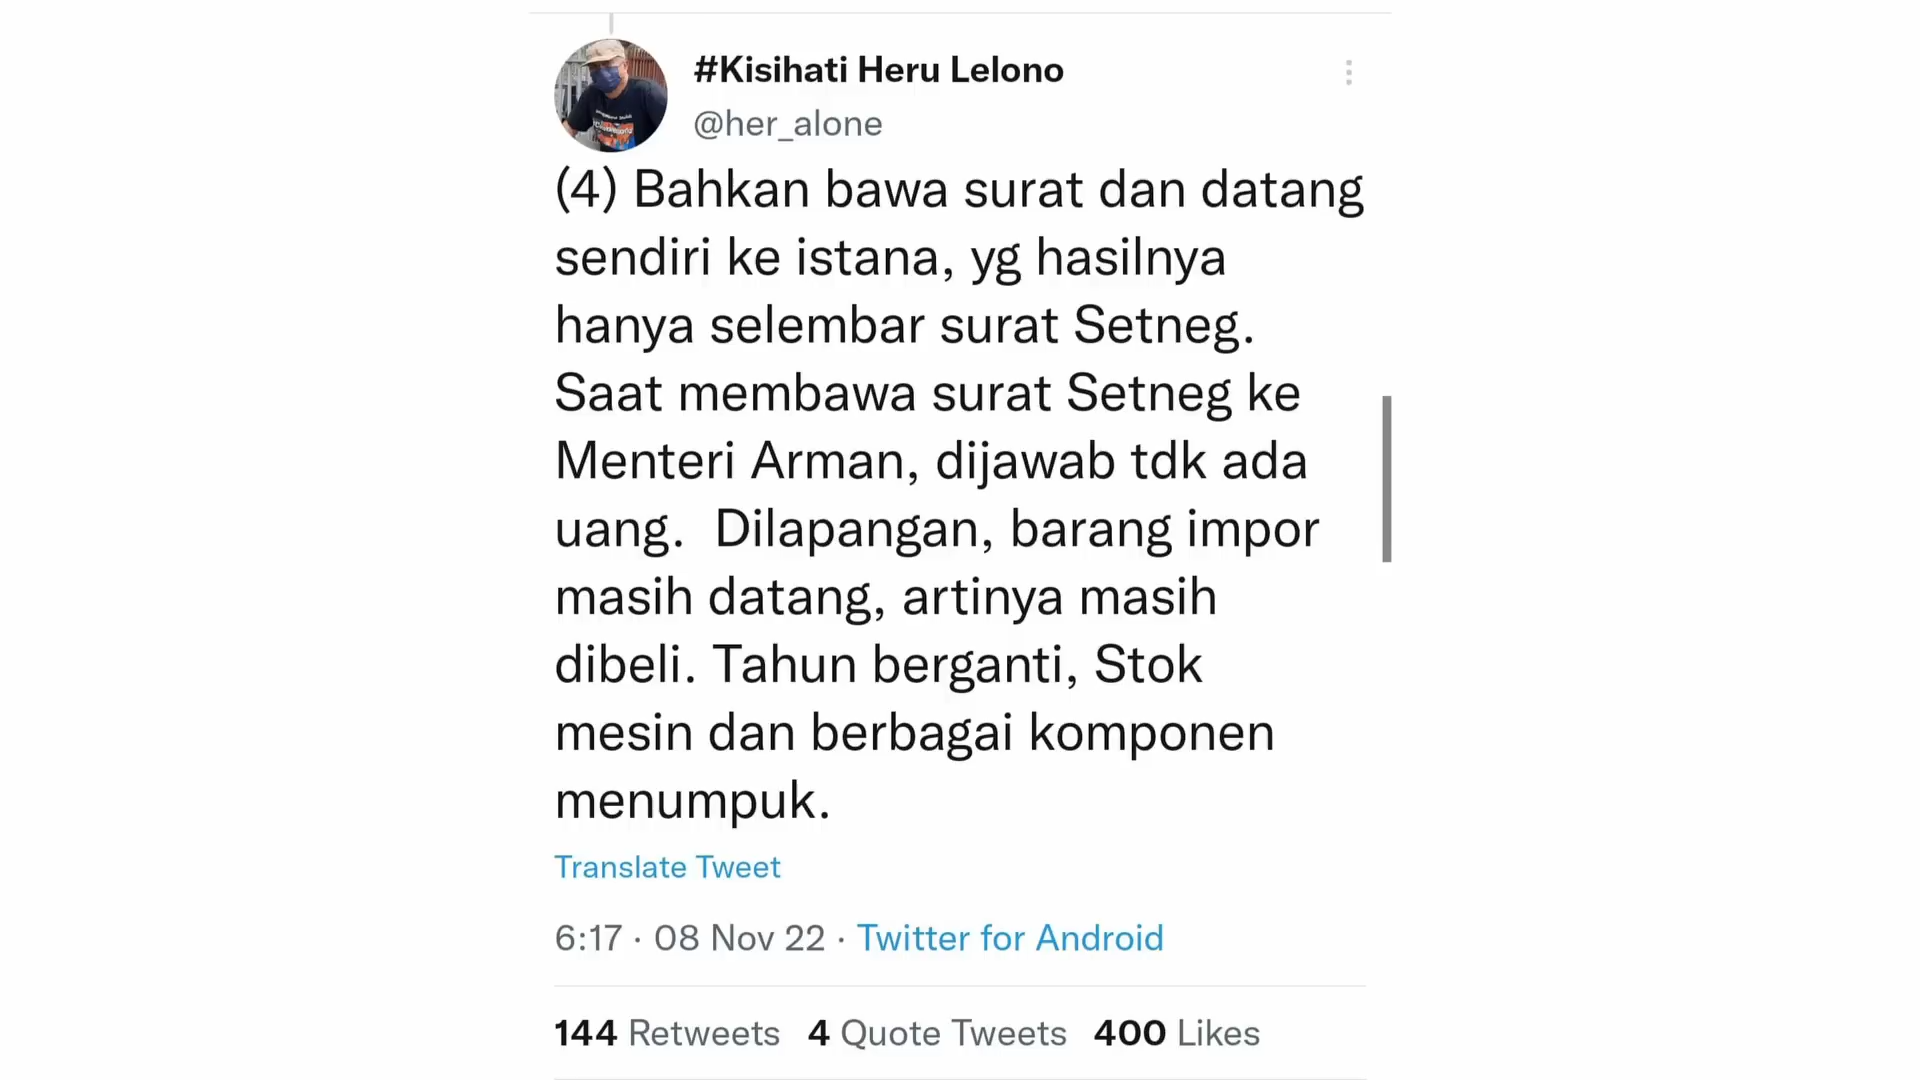 #Kisihati Heru Lelono
@her_alone
(4) Bahkan bawa surat dan datang
sendiri ke istana, yg hasilnya
hanya selembar surat Setneg.
Saat membawa surat Setneg ke
Menteri Arman, dijawab tdk ada
uang.  Dilapangan, barang impor
masih datang, artinya masih
dibeli. Tahun berganti, Stok
mesin dan berbagai komponen
menumpuk.
Translate Tweet
6:17 · 08 Nov 22 · Twitter for Android
144 Retweets 4 Quote Tweets 400 Likes